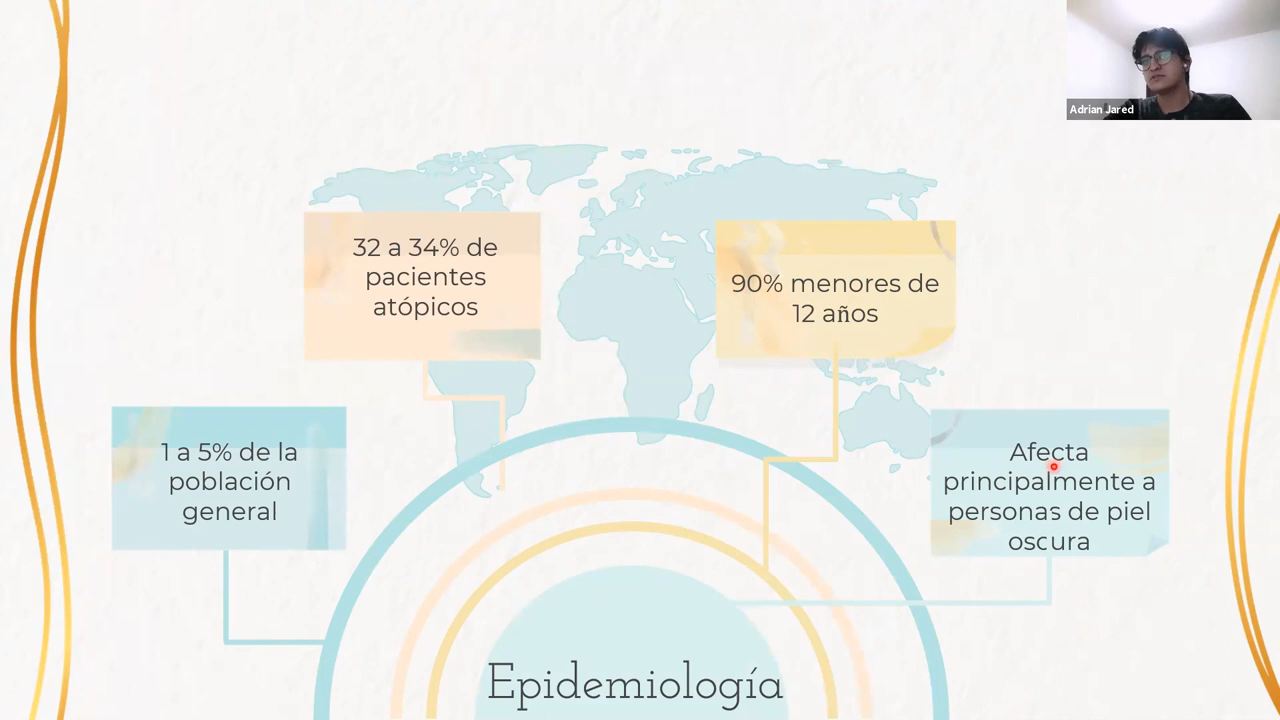 Adrian Jared
32 a 34% de
pacientes
atópicos
90% menores de
12 años
1 a 5% de la
población
general
Afecta
principalmente a
personas de piel
oscura
Epidemiología